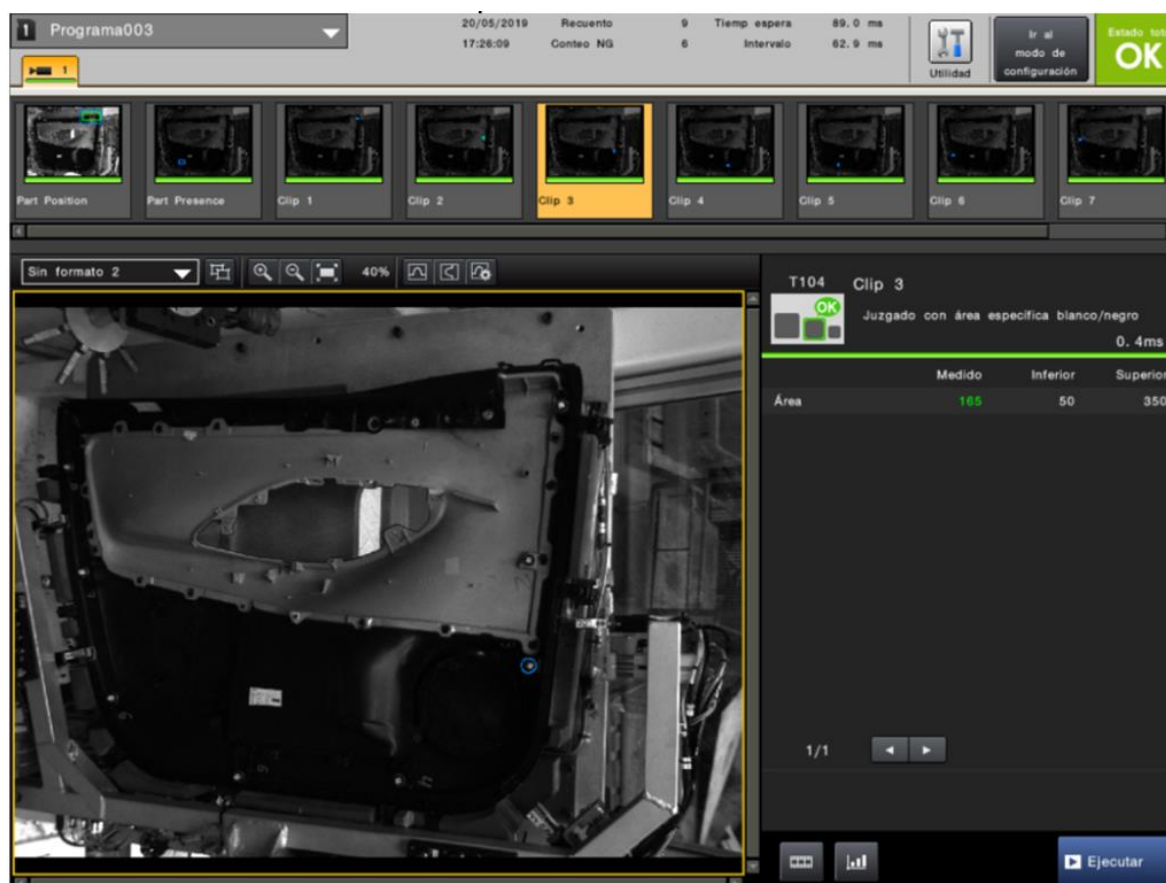 1 Programa003
20/05/2019 Recuento 9 Tiemp espera 89.0 ms
17:26:09 Conteo NG 6 Intervalo 62.9 ms
Utilidad
Ir al
modo de
configuración
Estado tot
OK
1
Part Position
Part Presence
Clip 1
Clip 2
Clip 3
Clip 4
Clip 5
Clip 6
Clip 7
Sin formato 2
40%
T104 Clip 3
OK
Juzgado con área específica blanco/negro
0.4ms
Medido Inferior Superior
Área 165 50 350
1/1
Ejecutar